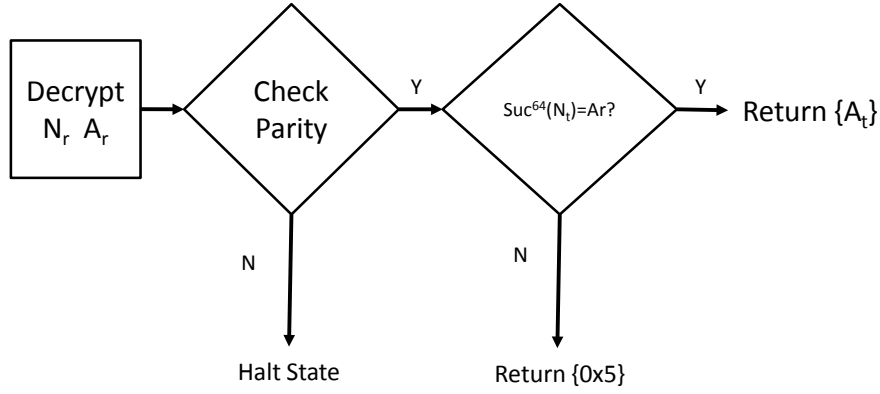 Decrypt
Nᵣ Aᵣ
Check
Parity
Y
Suc⁶⁴(Nₜ)=Ar?
Y
Return {Aₜ}
N
N
Halt State
Return {0x5}